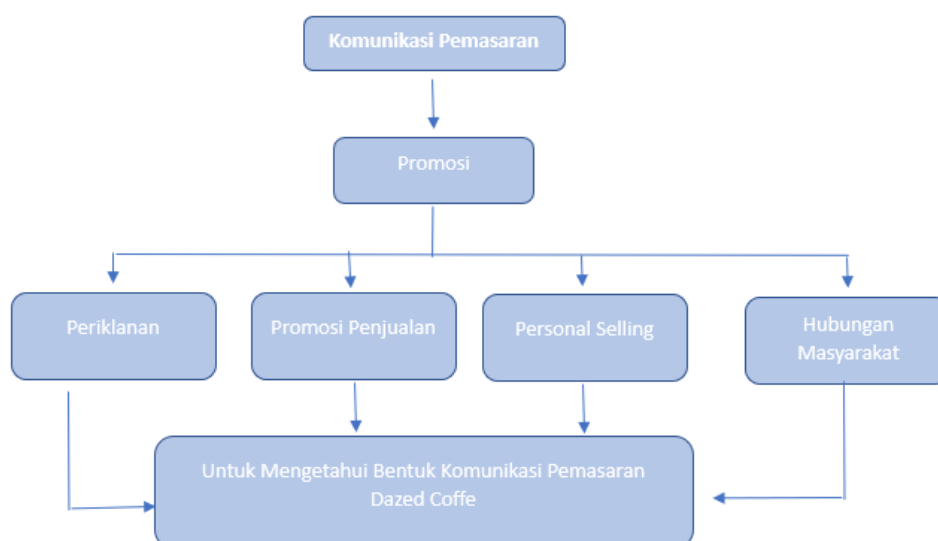 Komunikasi Pemasaran
Promosi
Periklanan
Promosi Penjualan
Personal Selling
Hubungan
Masyarakat
Untuk Mengetahui Bentuk Komunikasi Pemasaran
Dazed Coffe